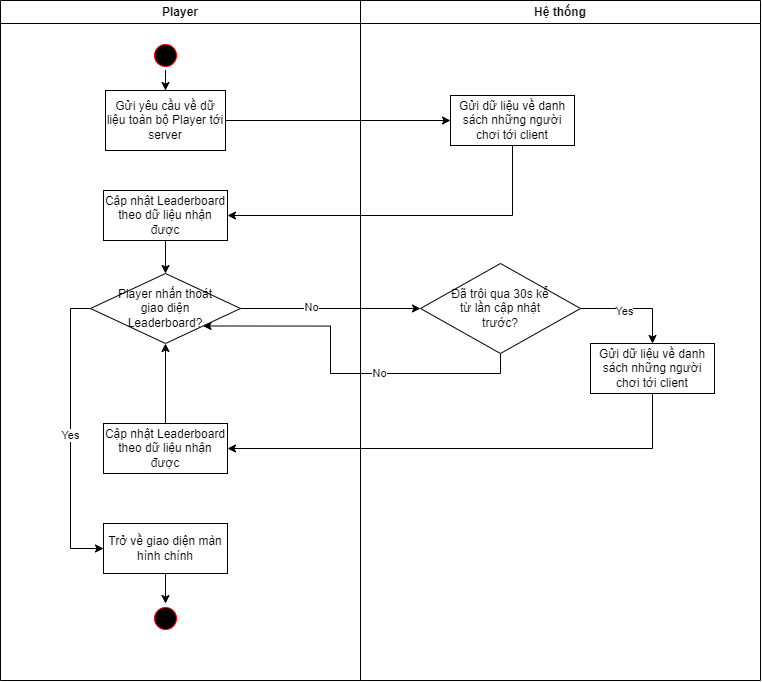 Player
Hệ thống
Gửi yêu cầu về dữ
liệu toàn bộ Player tới
server
Gửi dữ liệu về danh
sách những người
chơi tới client
Cập nhật Leaderboard
theo dữ liệu nhận
được
Player nhấn thoát
giao diện
Leaderboard?
No
Đã trôi qua 30s kể
từ lần cập nhật
trước?
Yes
Gửi dữ liệu về danh
sách những người
chơi tới client
No
Yes
Cập nhật Leaderboard
theo dữ liệu nhận
được
Trở về giao diện màn
hình chính